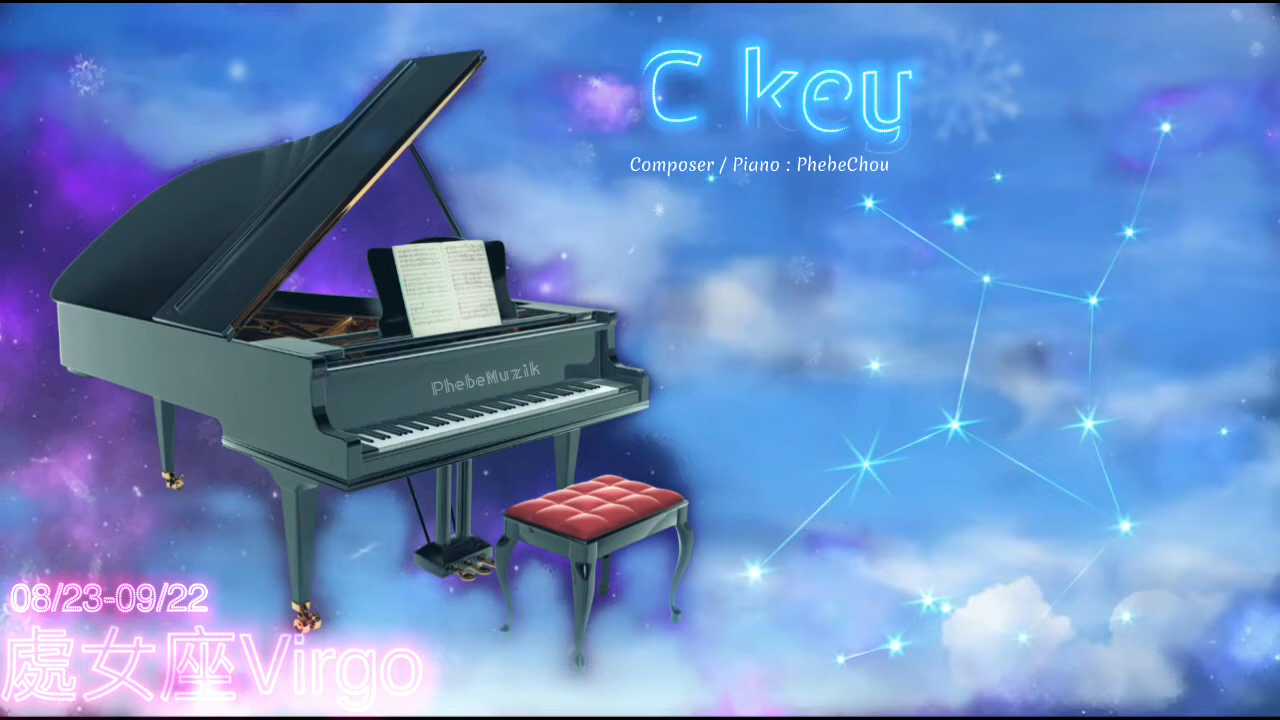 C key
Composer / Piano : PhebeChou
PhebeMuzik
08/23-09/22
處女座Virgo